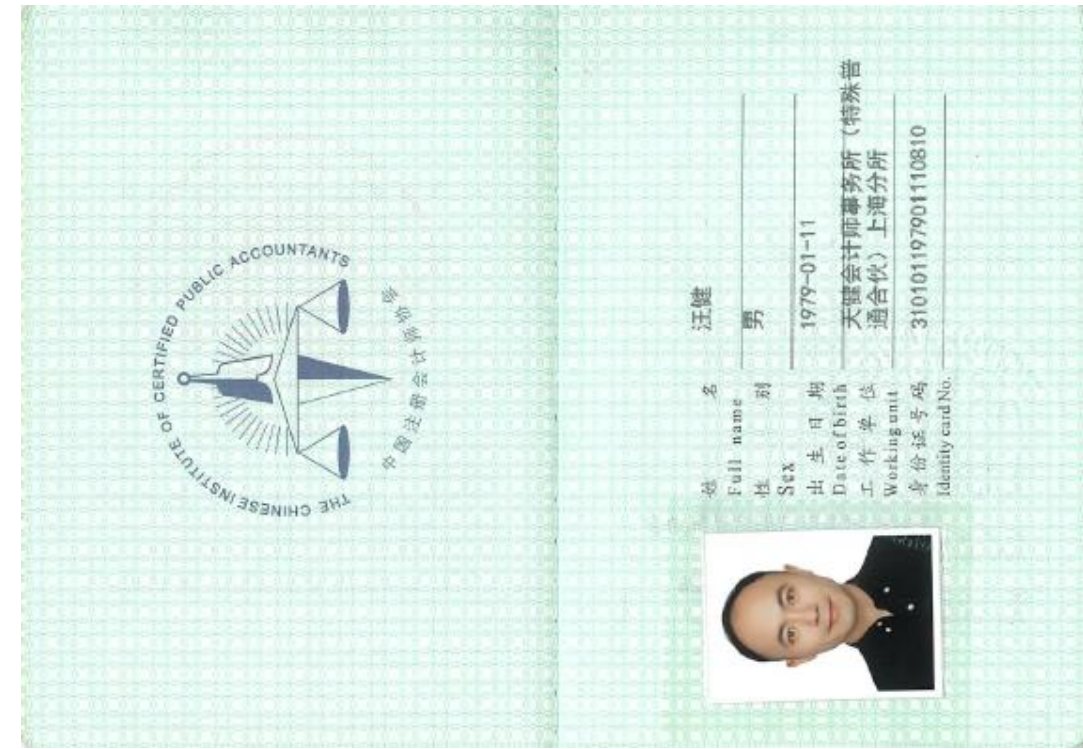 THE CHINESE INSTITUTE OF CERTIFIED PUBLIC ACCOUNTANTS
中国注册会计师协会
姓 名 汪健
Full name
性 别 男
Sex
出 生 日 期 1979-01-11
Date of birth
工 作 单 位 天健会计师事务所（特殊普
Working unit 通合伙）上海分所
身 份 证 号 码 310101197901110810
Identity card No.